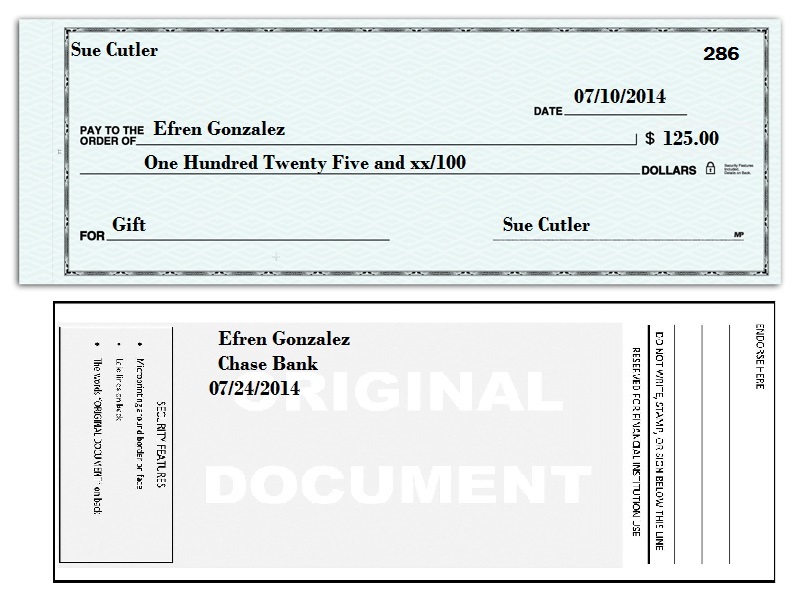 Sue Cutler
286
07/10/2014
DATE
PAY TO THE
ORDER OF
Efren Gonzalez
$ 125.00
One Hundred Twenty Five and xx/100
DOLLARS
Security Features
Included.
Details on Back.
FOR
Gift
Sue Cutler
MP
Efren Gonzalez
Chase Bank
07/24/2014
ORIGINAL
DOCUMENT
SECURITY FEATURES
• Microprinting around border on face
• lines on back
• The words "ORIGINAL DOCUMENT" on back
ENDORSE HERE
DO NOT WRITE, STAMP, OR SIGN BELOW THIS LINE
RESERVED FOR FINANCIAL INSTITUTION USE